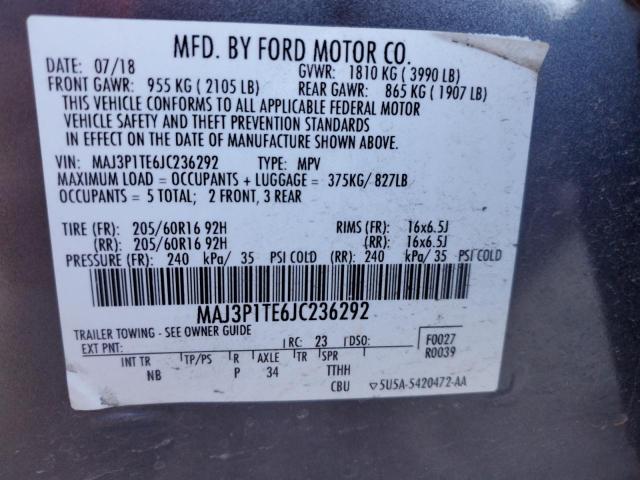 MFD. BY FORD MOTOR CO.
DATE: 07/18 GVWR: 1810 KG ( 3990 LB)
FRONT GAWR: 955 KG ( 2105 LB) REAR GAWR: 865 KG ( 1907 LB)
THIS VEHICLE CONFORMS TO ALL APPLICABLE FEDERAL MOTOR
VEHICLE SAFETY AND THEFT PREVENTION STANDARDS
IN EFFECT ON THE DATE OF MANUFACTURE SHOWN ABOVE.
VIN: MAJ3P1TE6JC236292 TYPE: MPV
MAXIMUM LOAD = OCCUPANTS + LUGGAGE = 375KG/ 827LB
OCCUPANTS = 5 TOTAL; 2 FRONT, 3 REAR
TIRE (FR): 205/60R16 92H RIMS (FR): 16x6.5J
(RR): 205/60R16 92H (RR): 16x6.5J
PRESSURE (FR): 240 kPa/ 35 PSI COLD (RR): 240 kPa/ 35 PSI COLD
MAJ3P1TE6JC236292
TRAILER TOWING - SEE OWNER GUIDE
EXT PNT: RC: 23 DSO: F0027
R0039
INT TR TP/PS R AXLE TR SPR
NB P 34 TTHH
CBU 5U5A-5420472-AA